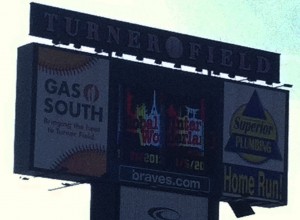 TURNER FIELD
GAS
SOUTH
Bringing the heat
to Turner Field.
braves.com
Superior
PLUMBING
Home Run!